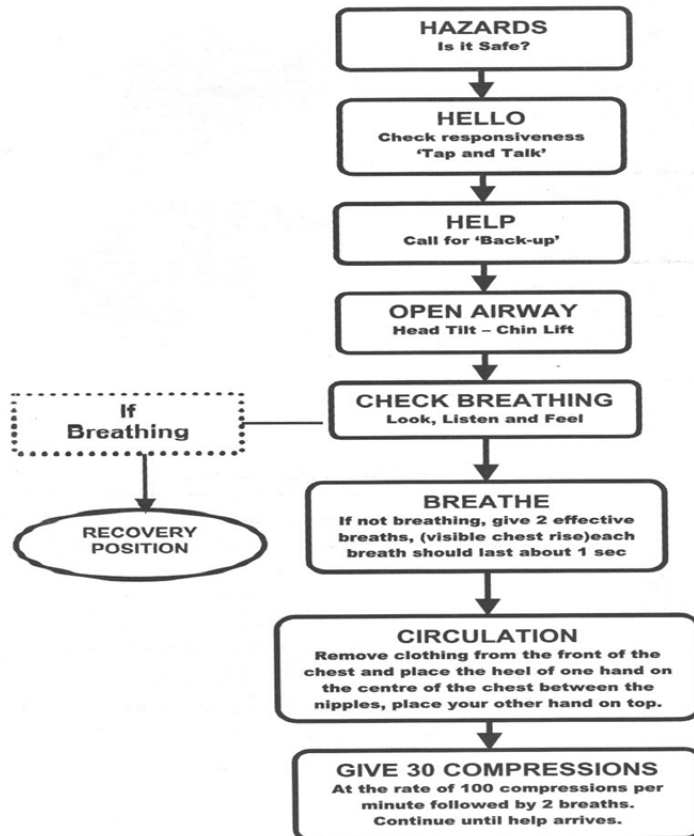 HAZARDS
Is it Safe?
HELLO
Check responsiveness
‘Tap and Talk’
HELP
Call for ‘Back-up’
OPEN AIRWAY
Head Tilt – Chin Lift
CHECK BREATHING
Look, Listen and Feel
If
Breathing
RECOVERY
POSITION
BREATHE
If not breathing, give 2 effective
breaths, (visible chest rise)each
breath should last about 1 sec
CIRCULATION
Remove clothing from the front of the
chest and place the heel of one hand on
the centre of the chest between the
nipples, place your other hand on top.
GIVE 30 COMPRESSIONS
At the rate of 100 compressions per
minute followed by 2 breaths.
Continue until help arrives.